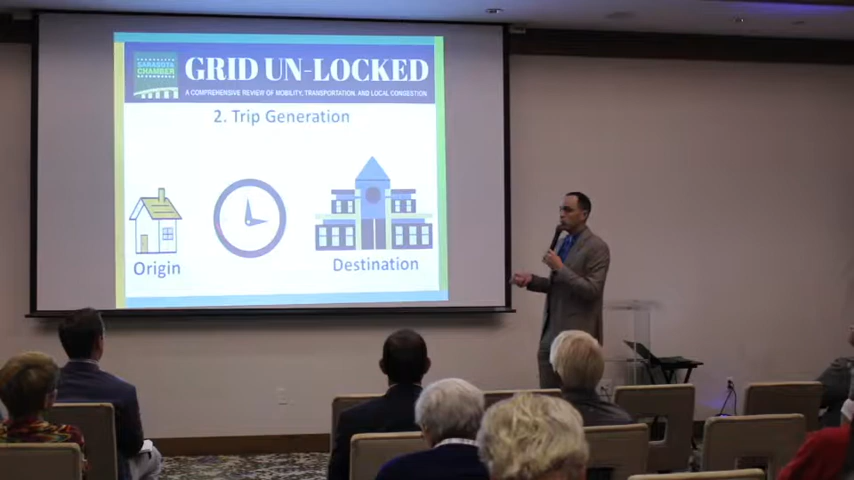 SARASOTA
CHAMBER
GRID UN-LOCKED
A COMPREHENSIVE REVIEW OF MOBILITY, TRANSPORTATION, AND LOCAL CONGESTION
2. Trip Generation
Origin
Destination